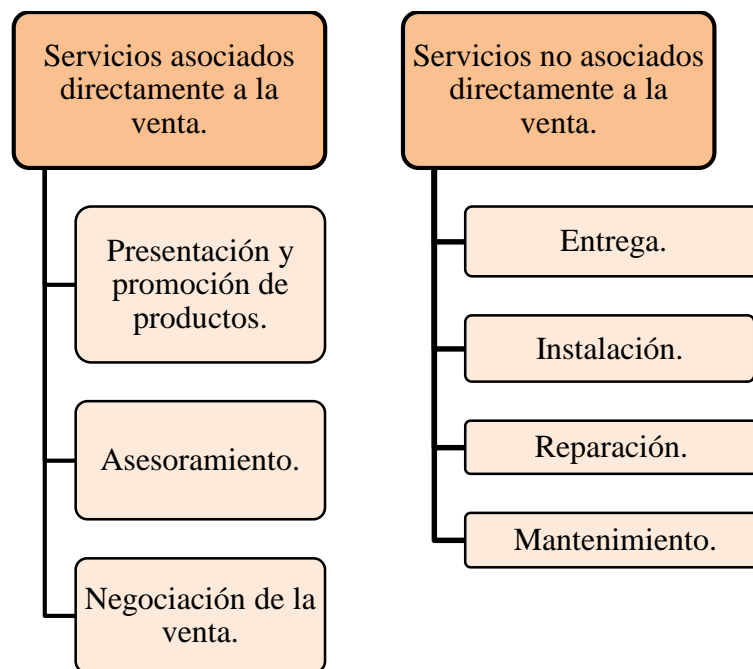 Servicios asociados
directamente a la
venta.
Presentación y
promoción de
productos.
Asesoramiento.
Negociación de la
venta.
Servicios no asociados
directamente a la
venta.
Entrega.
Instalación.
Reparación.
Mantenimiento.